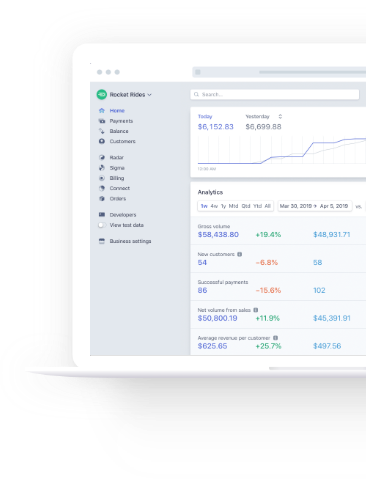 Rocket Rides
Search...
Home
Payments
Balance
Customers
Radar
Sigma
Billing
Connect
Orders
Developers
View test data
Business settings
Today
Yesterday
$6,152.83
$6,699.88
12:00 AM
Analytics
1w 4w 1y Mtd Qtd Ytd All
Mar 30, 2019 → Apr 5, 2019 vs.
Gross volume
$58,438.80 +19.4% $48,931.71
New customers
54 -6.8% 58
Successful payments
86 -15.6% 102
Net volume from sales
$50,800.19 +11.9% $45,391.91
Average revenue per customer
$625.65 +25.7% $497.56